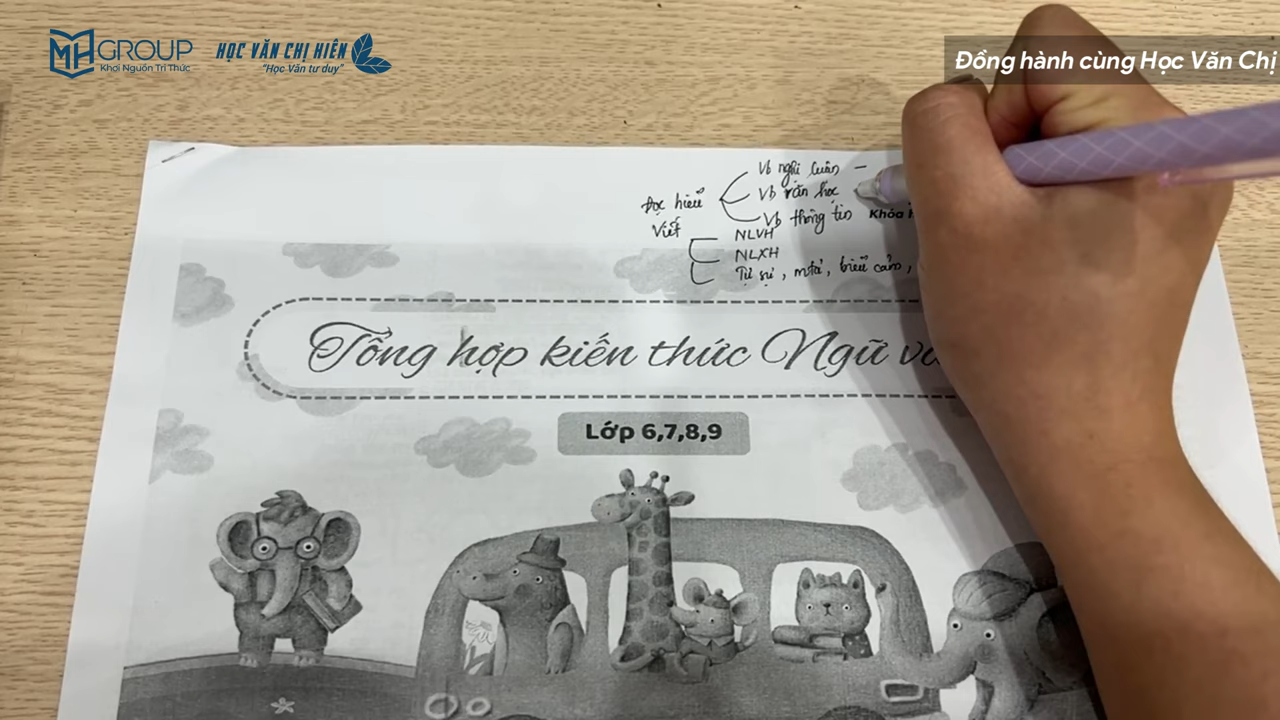 MH GROUP
Khơi Nguồn Tri Thức
HỌC VĂN CHỊ HIÊN
"Học Văn tư duy"
Đồng hành cùng Học Văn Chị
Vb nghị luận –
Đọc hiểu
Vb văn học
Vb thông tin
Khóa
Viết
NLVH
NLXH
Tự sự, m.tả, biểu cảm,
Tổng hợp kiến thức Ngữ
Lớp 6,7,8,9